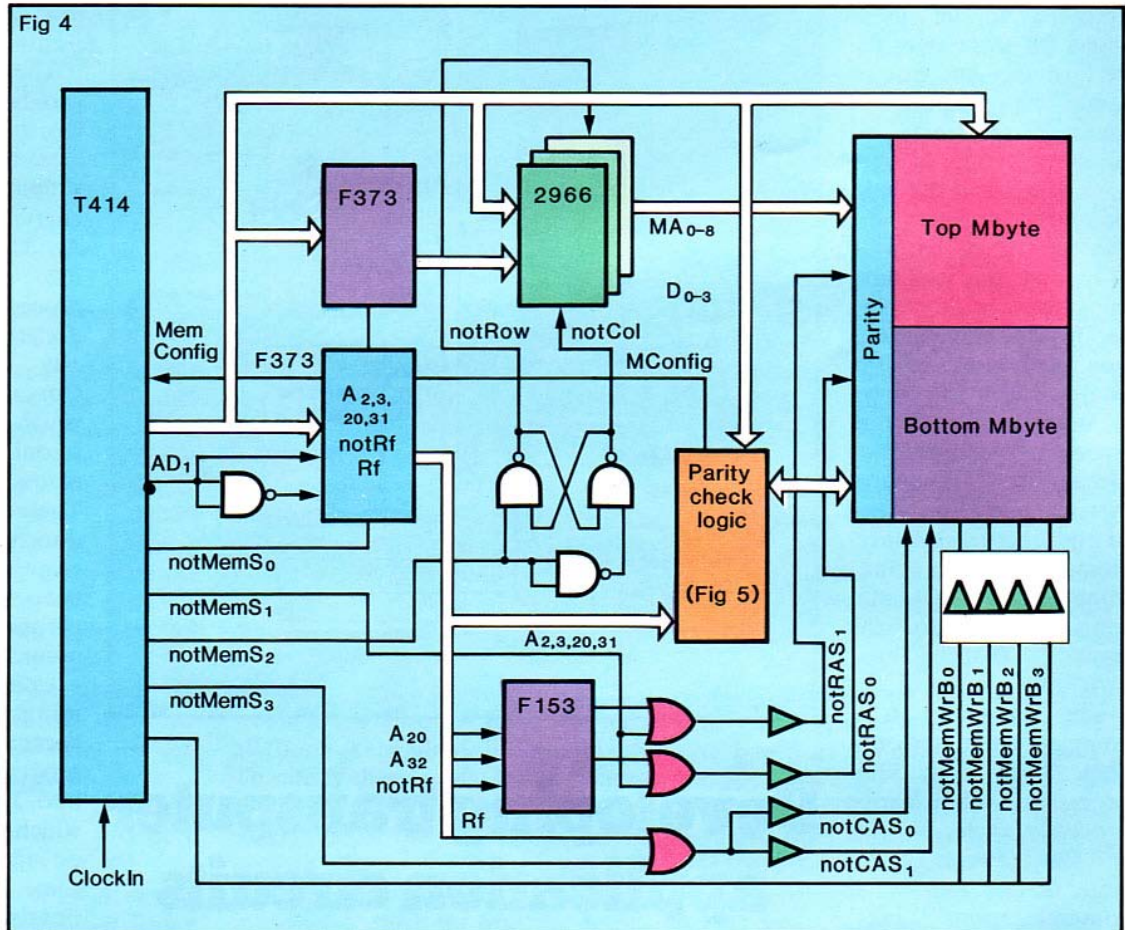 Fig 4
T414
F373
2966
MA0–8
D0–3
Parity
Top Mbyte
Bottom Mbyte
notRow
notCol
Mem
Config
F373
MConfig
A2,3,
20,31
notRf
Rf
AD1
Parity
check
logic
(Fig 5)
notMemS0
notMemS1
notMemS2
notMemS3
A2,3,20,31
F153
A20
A32
notRf
Rf
notRAS1
notRAS0
notCAS0
notCAS1
notMemWrB0
notMemWrB1
notMemWrB2
notMemWrB3
ClockIn